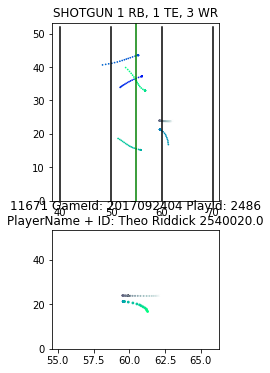 SHOTGUN 1 RB, 1 TE, 3 WR
50
40
30
20
10
0
40 50 60 70
11671 GameId: 2017092404 PlayId: 2486
PlayerName + ID: Theo Riddick 2540020.0
40
20
0
55.0 57.5 60.0 62.5 65.0